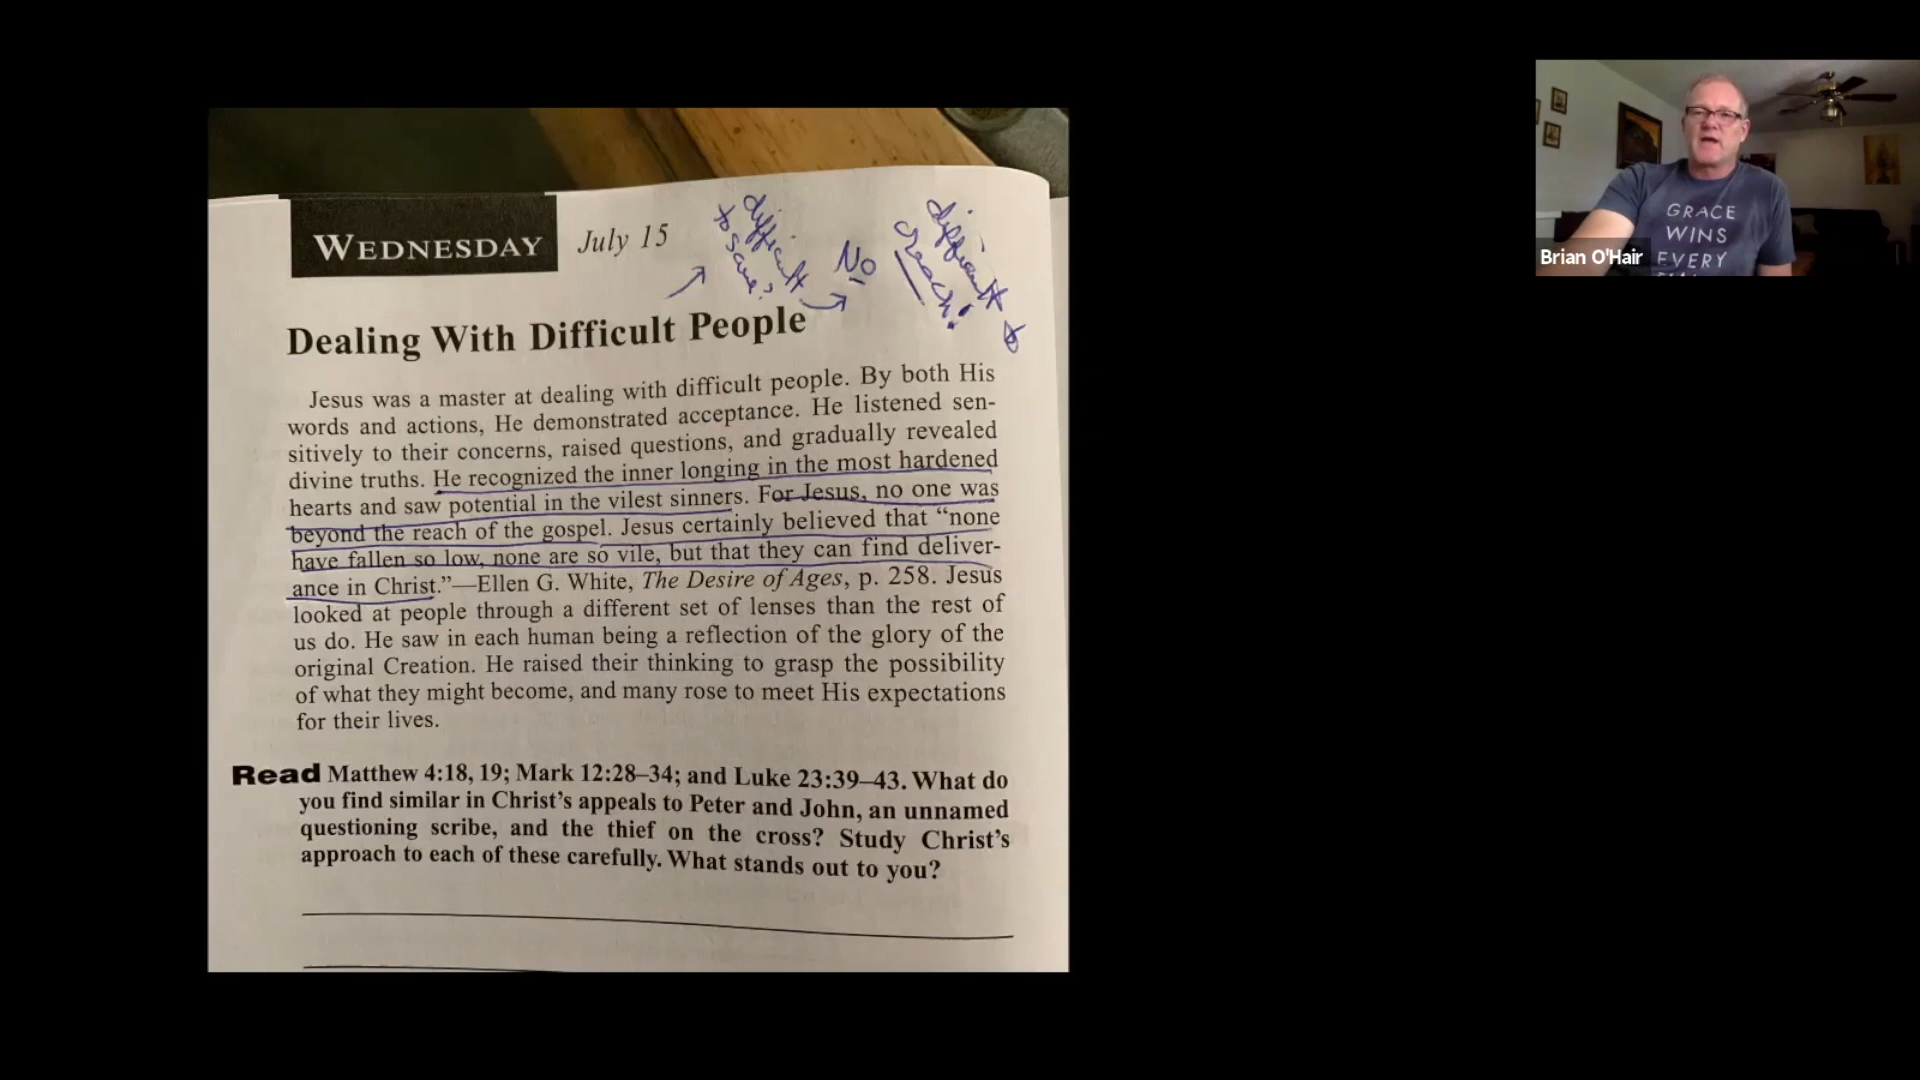 WEDNESDAY July 15
difficult
to save?
No
difficult to
reach!
Dealing With Difficult People
Jesus was a master at dealing with difficult people. By both His
words and actions, He demonstrated acceptance. He listened sen-
sitively to their concerns, raised questions, and gradually revealed
divine truths. He recognized the inner longing in the most hardened
hearts and saw potential in the vilest sinners. For Jesus, no one was
beyond the reach of the gospel. Jesus certainly believed that “none
have fallen so low, none are so vile, but that they can find deliver-
ance in Christ.”—Ellen G. White, The Desire of Ages, p. 258. Jesus
looked at people through a different set of lenses than the rest of
us do. He saw in each human being a reflection of the glory of the
original Creation. He raised their thinking to grasp the possibility
of what they might become, and many rose to meet His expectations
for their lives.
Read Matthew 4:18, 19; Mark 12:28–34; and Luke 23:39–43. What do
you find similar in Christ’s appeals to Peter and John, an unnamed
questioning scribe, and the thief on the cross? Study Christ’s
approach to each of these carefully. What stands out to you?
GRACE
WINS
EVERY
Brian O'Hair